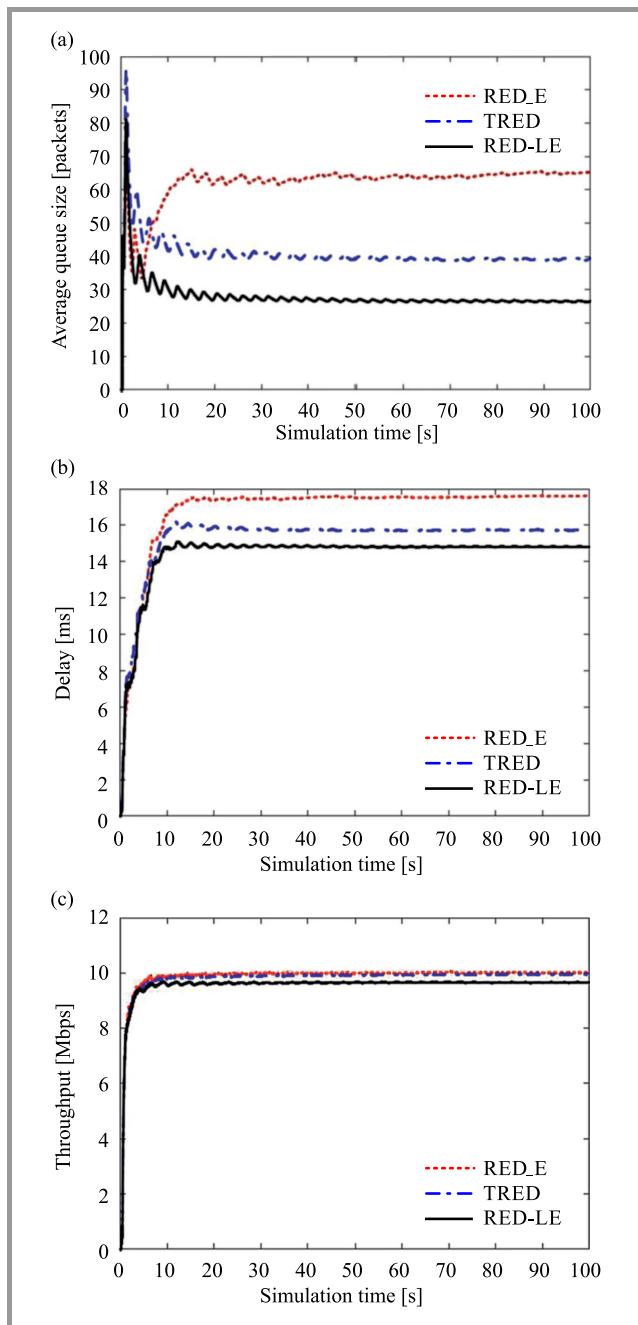 (a)
100
90
80
70
60
50
40
30
20
10
0
Average queue size [packets]
RED_E
TRED
RED-LE
0 10 20 30 40 50 60 70 80 90 100
Simulation time [s]
(b)
18
16
14
12
10
8
6
4
2
0
Delay [ms]
RED_E
TRED
RED-LE
0 10 20 30 40 50 60 70 80 90 100
Simulation time [s]
(c)
12
10
8
6
4
2
0
Throughput [Mbps]
RED_E
TRED
RED-LE
0 10 20 30 40 50 60 70 80 90 100
Simulation time [s]